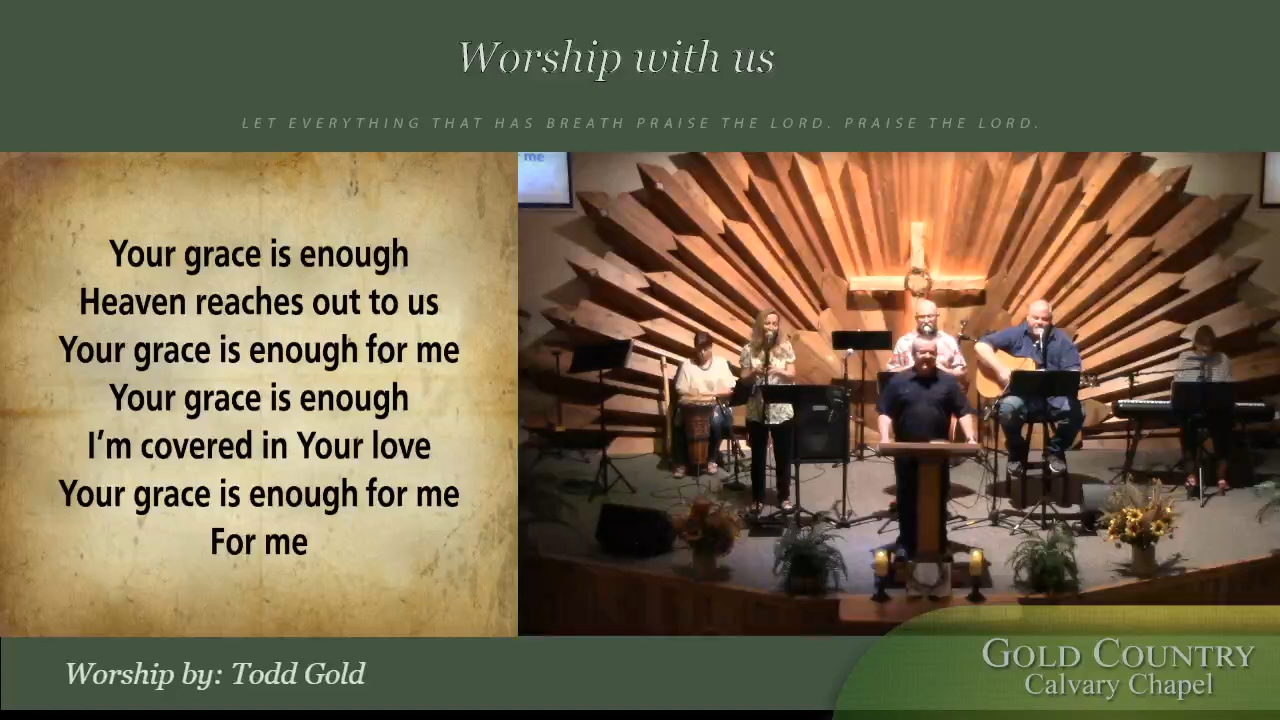 Worship with us
LET EVERYTHING THAT HAS BREATH PRAISE THE LORD. PRAISE THE LORD.
me
Your grace is enough
Heaven reaches out to us
Your grace is enough for me
Your grace is enough
I'm covered in Your love
Your grace is enough for me
For me
Worship by: Todd Gold
GOLD COUNTRY
Calvary Chapel